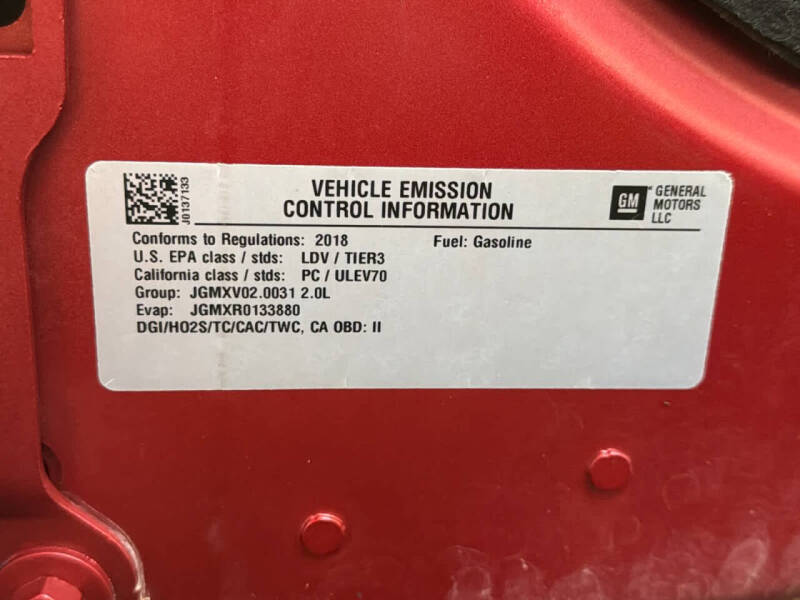 J0137133
VEHICLE EMISSION
CONTROL INFORMATION
GM
GENERAL
MOTORS
LLC
Conforms to Regulations: 2018 Fuel: Gasoline
U.S. EPA class / stds: LDV / TIER3
California class / stds: PC / ULEV70
Group: JGMXV02.0031 2.0L
Evap: JGMXR0133880
DGI/HO2S/TC/CAC/TWC, CA OBD: II